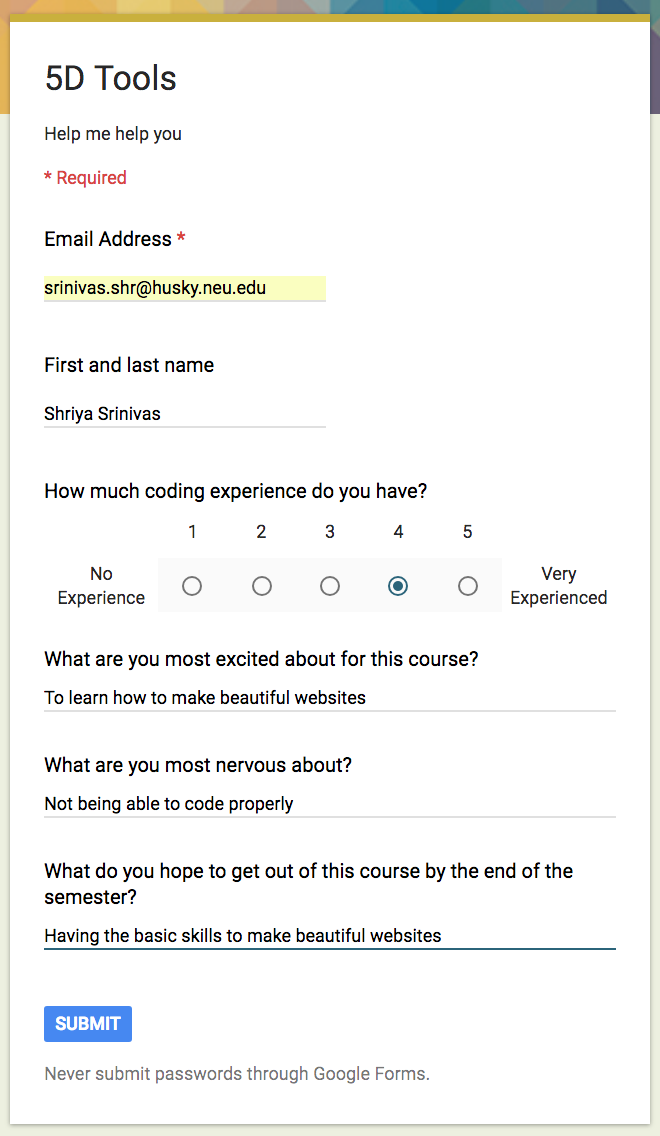 5D Tools
Help me help you
* Required
Email Address *
srinivas.shr@husky.neu.edu
First and last name
Shriya Srinivas
How much coding experience do you have?
1 2 3 4 5
No
Experience
Very
Experienced
What are you most excited about for this course?
To learn how to make beautiful websites
What are you most nervous about?
Not being able to code properly
What do you hope to get out of this course by the end of the
semester?
Having the basic skills to make beautiful websites
SUBMIT
Never submit passwords through Google Forms.